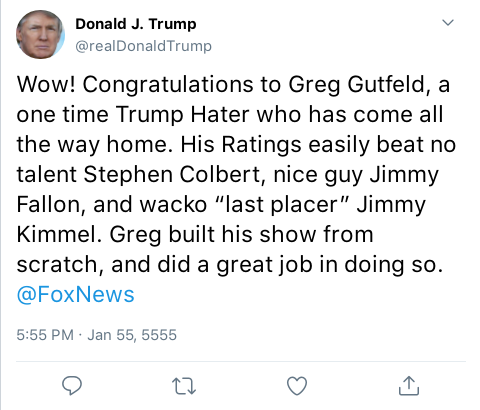 Donald J. Trump
@realDonaldTrump
Wow! Congratulations to Greg Gutfeld, a
one time Trump Hater who has come all
the way home. His Ratings easily beat no
talent Stephen Colbert, nice guy Jimmy
Fallon, and wacko “last placer” Jimmy
Kimmel. Greg built his show from
scratch, and did a great job in doing so.
@FoxNews
5:55 PM · Jan 55, 5555